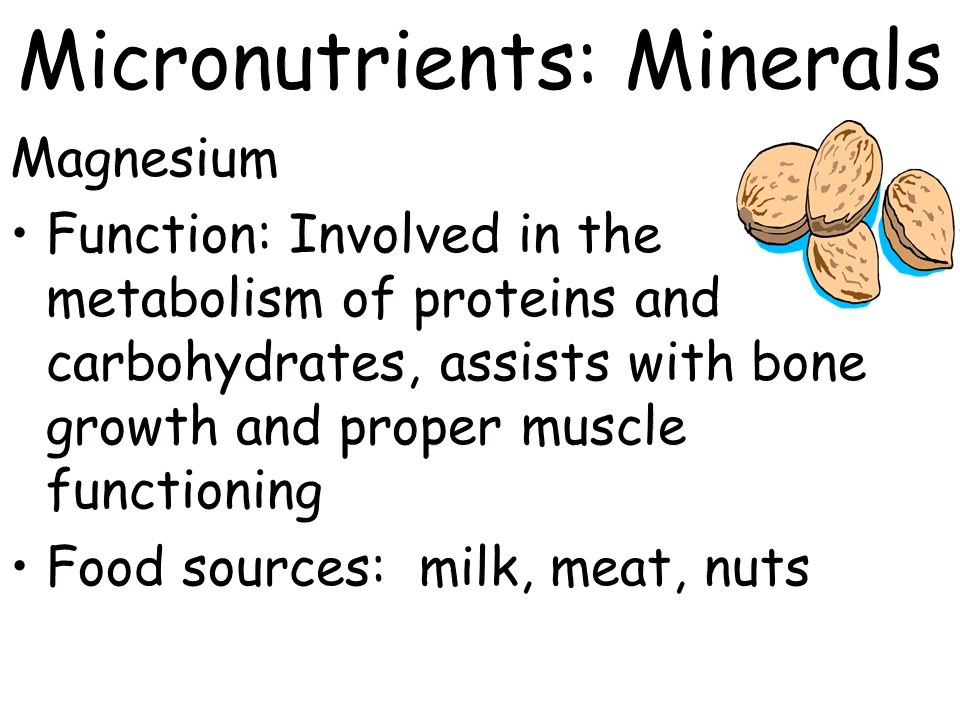 Micronutrients: Minerals
Magnesium
• Function: Involved in the
metabolism of proteins and
carbohydrates, assists with bone
growth and proper muscle
functioning
• Food sources:  milk, meat, nuts